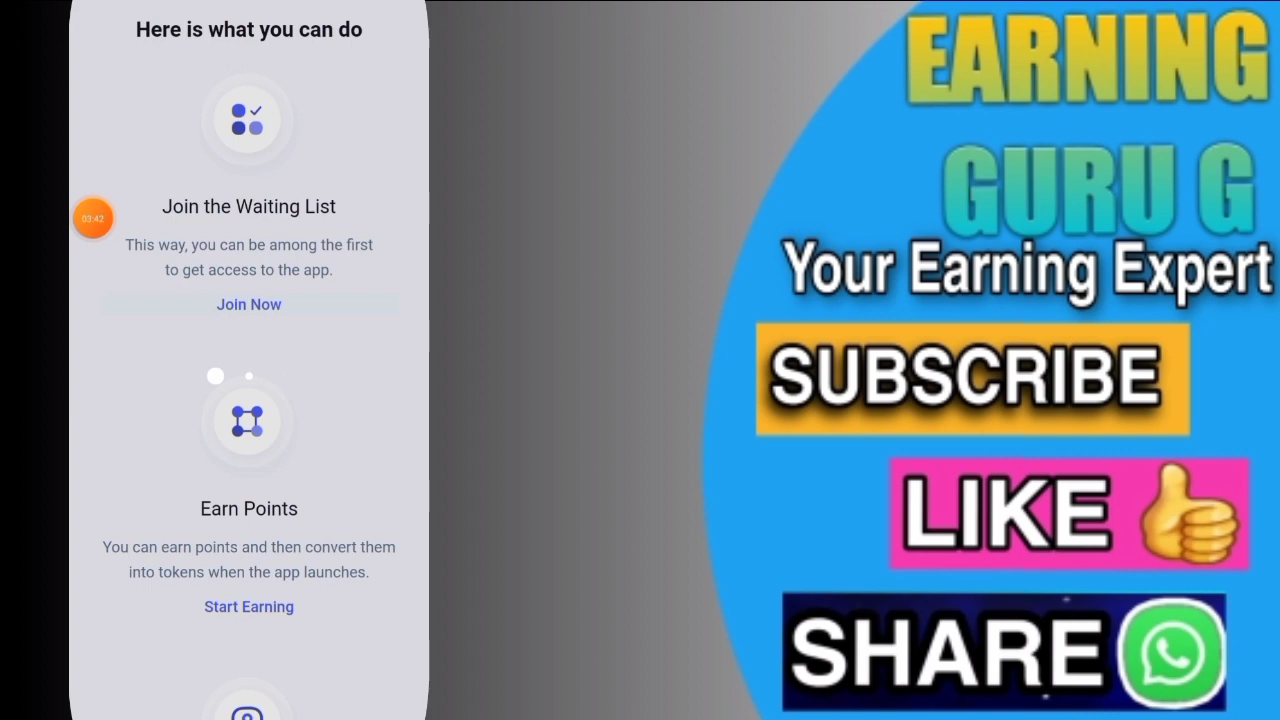 Here is what you can do
03:42
Join the Waiting List
This way, you can be among the first
to get access to the app.
Join Now
Earn Points
You can earn points and then convert them
into tokens when the app launches.
Start Earning
EARNING
GURU G
Your Earning Expert
SUBSCRIBE
LIKE
SHARE